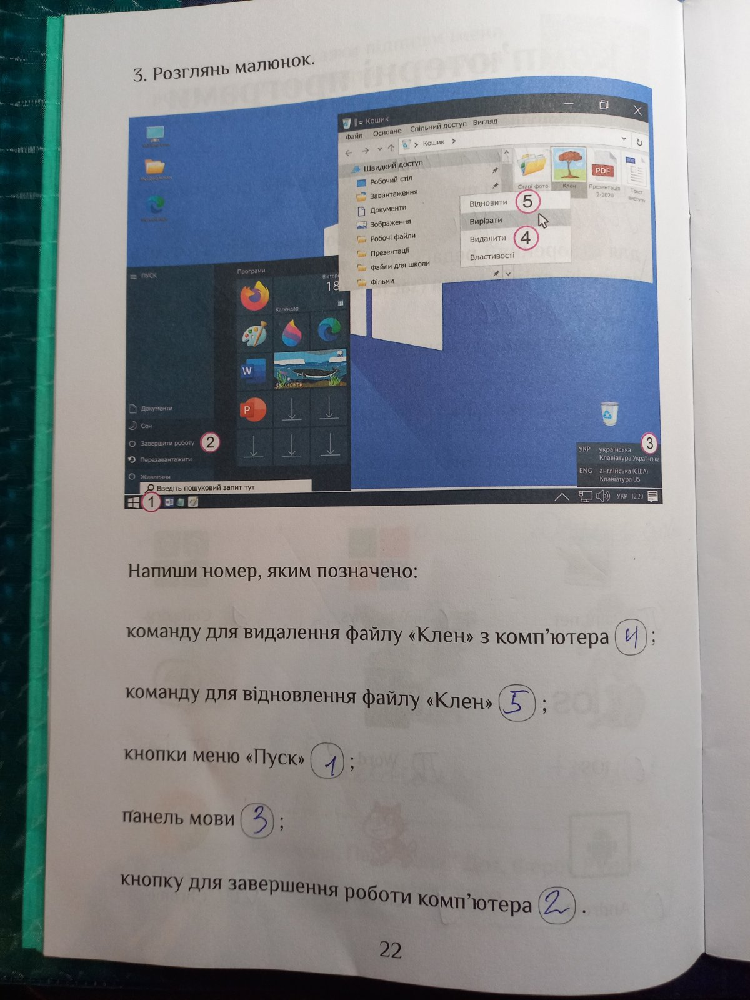 3. Розглянь малюнок.
Кошик
Файл Основне Спільний доступ Вигляд
Кошик
Швидкий доступ
Робочий стіл
Завантаження
Документи
Зображення
Робочі файли
Презентації
Файли для школи
Фільми
Старі фото
Клен
Презентація
2-2020
PDF
Текст
виступу
Відновити 5
Вирізати
Видалити 4
Властивості
ПУСК
Програми
18
Календар
W
Фотографії
P
Документи
Сон
Завершити роботу 2
Перезавантажити
Живлення
Введіть пошуковий запит тут
1
3
УКР українська
Клавіатура Українська
ENG англійська (США)
Клавіатура US
УКР 12:20
Напиши номер, яким позначено:
команду для видалення файлу «Клен» з комп’ютера 4 ;
команду для відновлення файлу «Клен» 5 ;
кнопки меню «Пуск» 1 ;
панель мови 3 ;
кнопку для завершення роботи комп’ютера 2 .
22